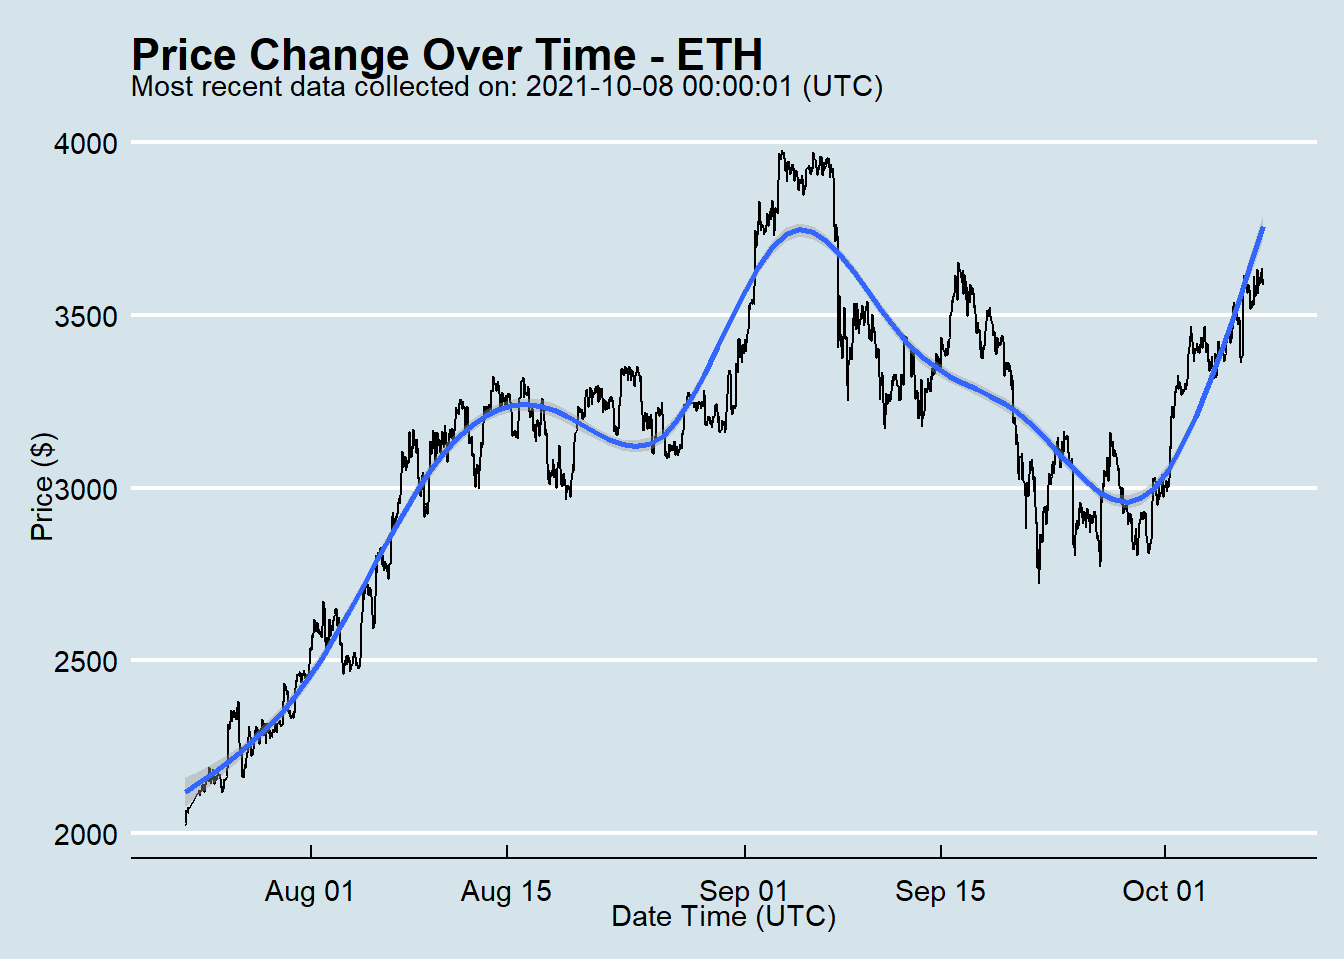 Price Change Over Time - ETH
Most recent data collected on: 2021-10-08 00:00:01 (UTC)
4000
3500
3000
2500
2000
Price ($)
Aug 01
Aug 15
Sep 01
Sep 15
Oct 01
Date Time (UTC)